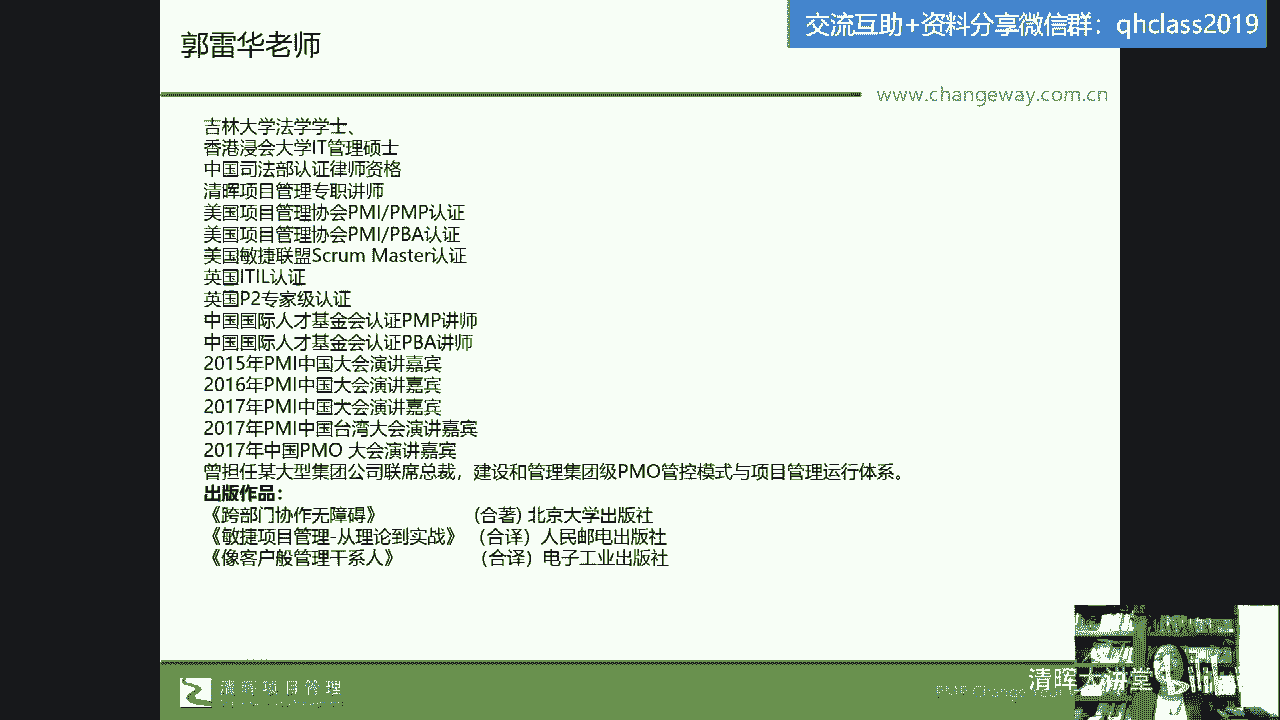 郭雷华老师
交流互助+资料分享微信群：qhclass2019
www.changeway.com.cn
吉林大学法学学士、
香港浸会大学IT管理硕士
中国司法部认证律师资格
清晖项目管理专职讲师
美国项目管理协会PMI/PMP认证
美国项目管理协会PMI/PBA认证
美国敏捷联盟Scrum Master认证
英国ITIL认证
英国P2专家级认证
中国国际人才基金会认证PMP讲师
中国国际人才基金会认证PBA讲师
2015年PMI中国大会演讲嘉宾
2016年PMI中国大会演讲嘉宾
2017年PMI中国大会演讲嘉宾
2017年PMI中国台湾大会演讲嘉宾
2017年中国PMO 大会演讲嘉宾
曾担任某大型集团公司联席总裁，建设和管理集团级PMO管控模式与项目管理运行体系。
出版作品：
《跨部门协作无障碍》 （合著) 北京大学出版社
《敏捷项目管理-从理论到实战》 （合译）人民邮电出版社
《像客户般管理干系人》 （合译）电子工业出版社
清晖项目管理
清晖大讲堂